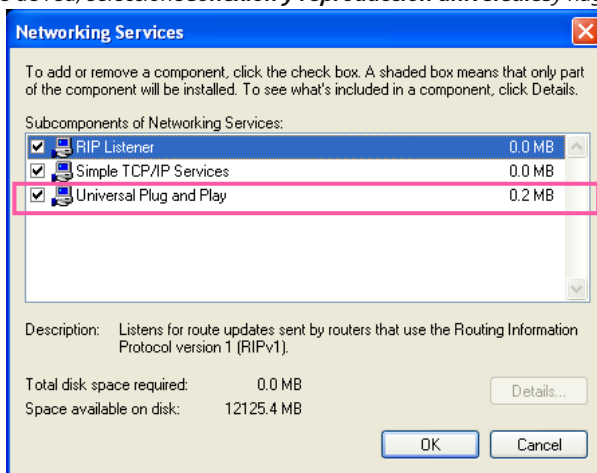 selección
Networking Services
To add or remove a component, click the check box. A shaded box means that only part
of the component will be installed. To see what's included in a component, click Details.
Subcomponents of Networking Services:
RIP Listener 0.0 MB
Simple TCP/IP Services 0.0 MB
Universal Plug and Play 0.2 MB
Description: Listens for route updates sent by routers that use the Routing Information
Protocol version 1 (RIPv1).
Total disk space required: 0.0 MB
Details...
Space available on disk: 12125.4 MB
OK Cancel